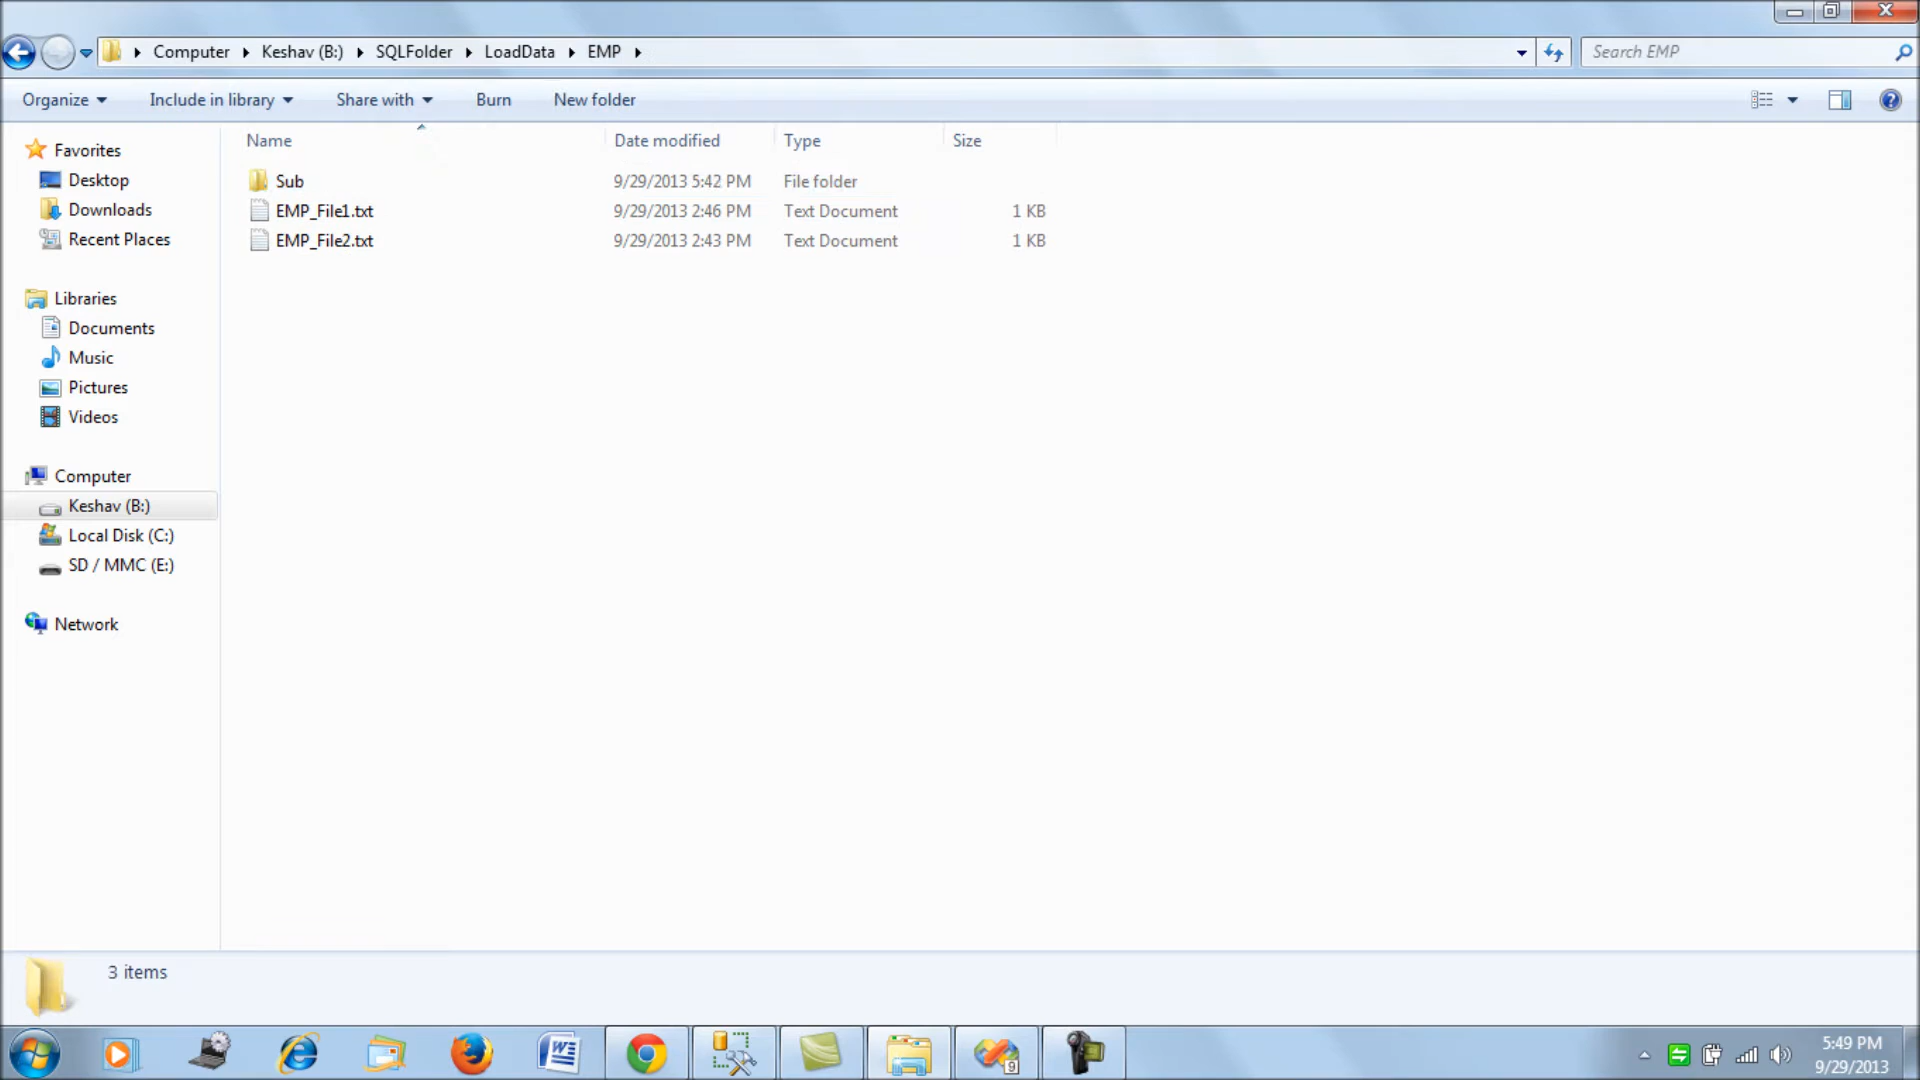 Computer Keshav (B:) SQLFolder LoadData EMP
Search EMP
Organize Include in library Share with Burn New folder
Name Date modified Type Size
Favorites
Desktop
Downloads
Recent Places
Libraries
Documents
Music
Pictures
Videos
Computer
Keshav (B:)
Local Disk (C:)
SD / MMC (E:)
Network
Sub 9/29/2013 5:42 PM File folder
EMP_File1.txt 9/29/2013 2:46 PM Text Document 1 KB
EMP_File2.txt 9/29/2013 2:43 PM Text Document 1 KB
3 items
9
5:49 PM
9/29/2013